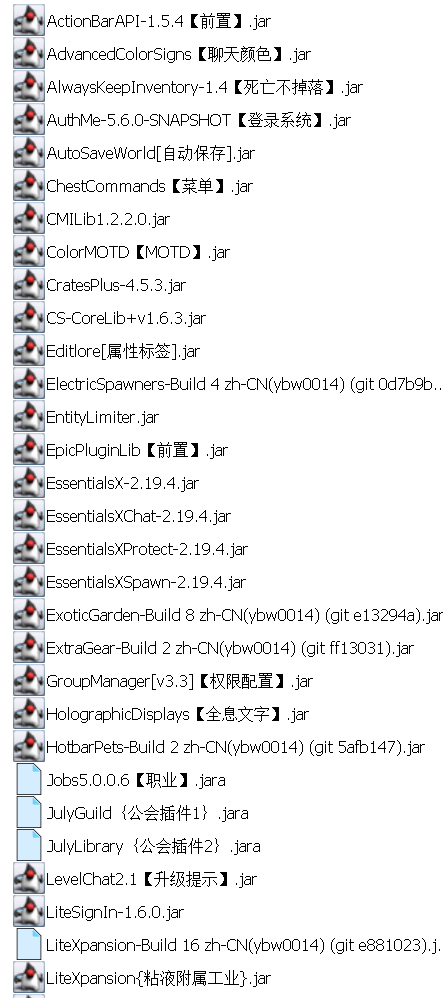 ActionBarAPI-1.5.4【前置】.jar
AdvancedColorSigns【聊天颜色】.jar
AlwaysKeepInventory-1.4【死亡不掉落】.jar
AuthMe-5.6.0-SNAPSHOT【登录系统】.jar
AutoSaveWorld[自动保存].jar
ChestCommands【菜单】.jar
CMILib1.2.2.0.jar
ColorMOTD【MOTD】.jar
CratesPlus-4.5.3.jar
CS-CoreLib+v1.6.3.jar
Editlore[属性标签].jar
ElectricSpawners-Build 4 zh-CN(ybw0014) (git 0d7b9b...
EntityLimiter.jar
EpicPluginLib【前置】.jar
EssentialsX-2.19.4.jar
EssentialsXChat-2.19.4.jar
EssentialsXProtect-2.19.4.jar
EssentialsXSpawn-2.19.4.jar
ExoticGarden-Build 8 zh-CN(ybw0014) (git e13294a).jar
ExtraGear-Build 2 zh-CN(ybw0014) (git ff13031).jar
GroupManager[v3.3]【权限配置】.jar
HolographicDisplays【全息文字】.jar
HotbarPets-Build 2 zh-CN(ybw0014) (git 5afb147).jar
Jobs5.0.0.6【职业】.jara
JulyGuild｛公会插件1｝.jara
JulyLibrary｛公会插件2｝.jara
LevelChat2.1【升级提示】.jar
LiteSignIn-1.6.0.jar
LiteXpansion-Build 16 zh-CN(ybw0014) (git e881023).j...
LiteXpansion{粘液附属工业}.jar